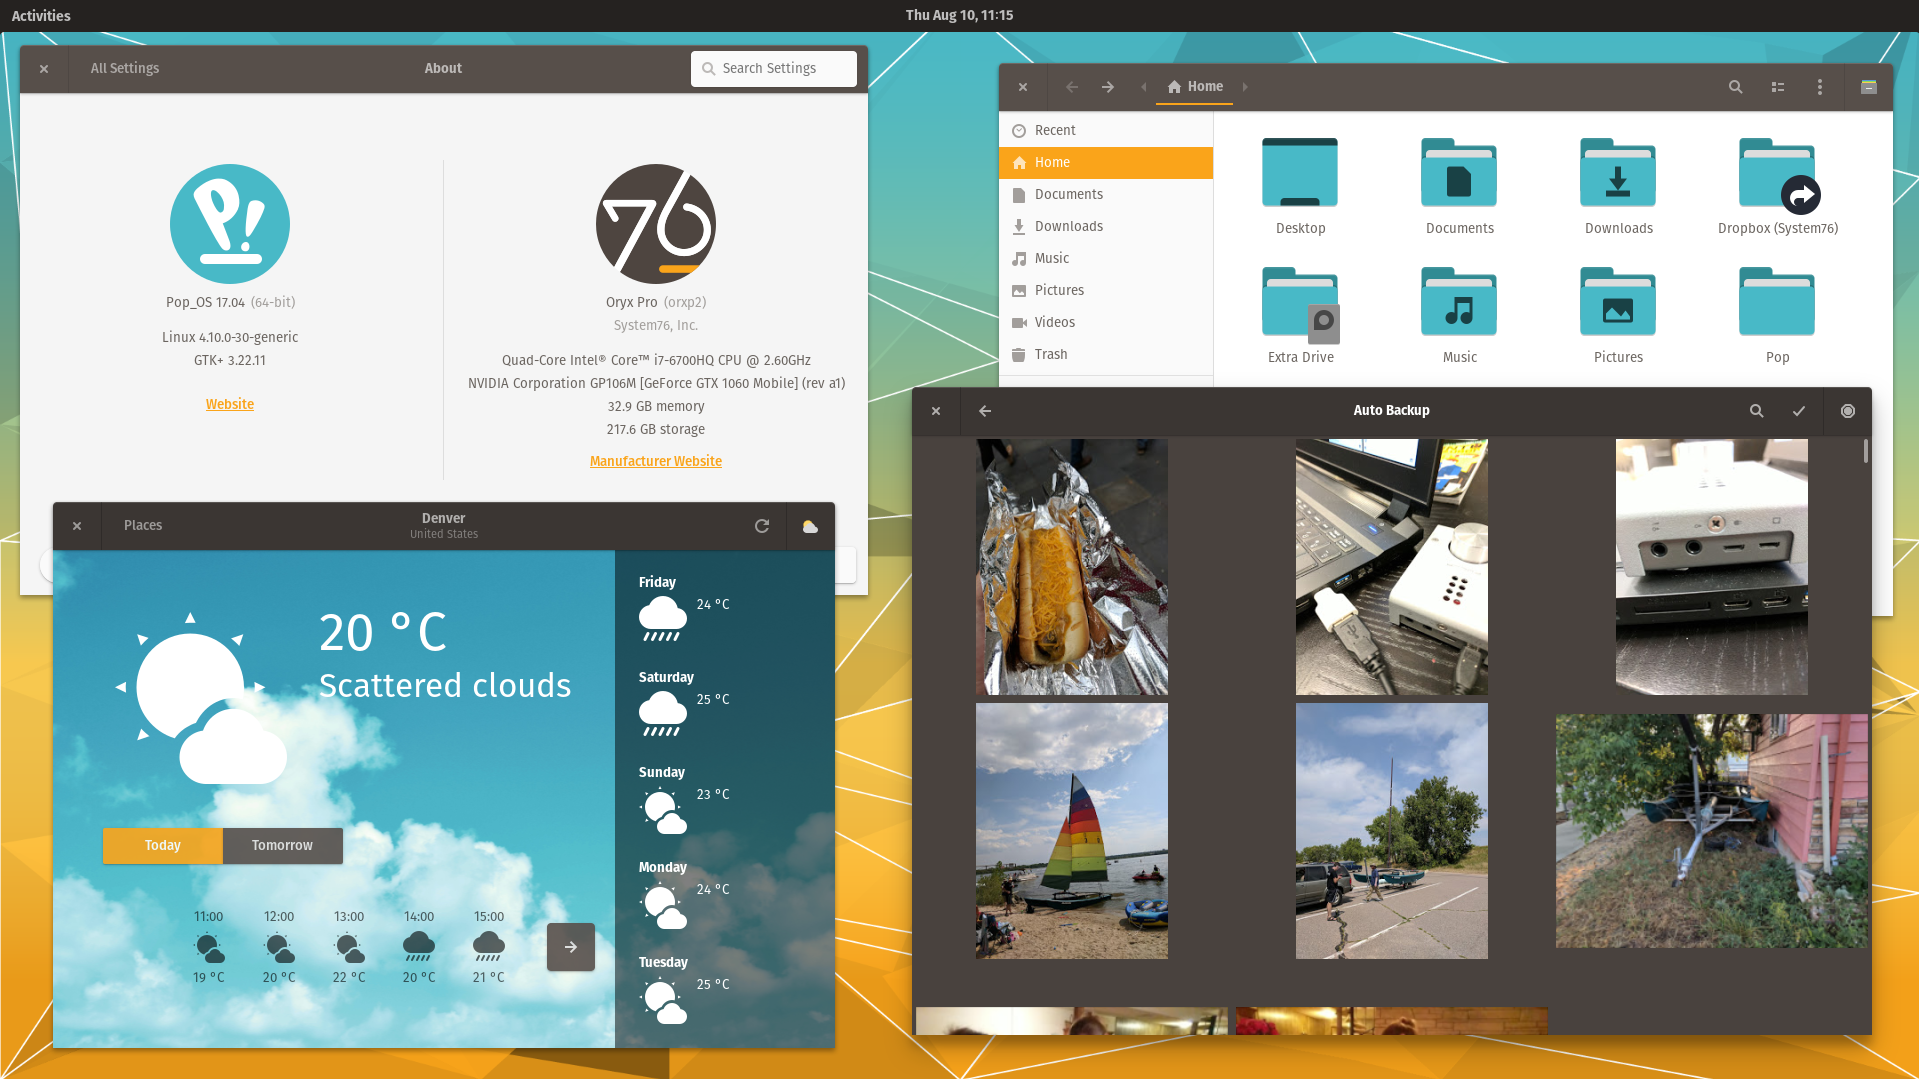 Activities
Thu Aug 10, 11:15
All Settings
About
Search Settings
P!
Pop_OS 17.04 (64-bit)
Linux 4.10.0-30-generic
GTK+ 3.22.11
Website
76
Oryx Pro (orxp2)
System76, Inc.
Quad-Core Intel® Core™ i7-6700HQ CPU @ 2.60GHz
NVIDIA Corporation GP106M [GeForce GTX 1060 Mobile] (rev a1)
32.9 GB memory
217.6 GB storage
Manufacturer Website
Home
Recent
Home
Documents
Downloads
Music
Pictures
Videos
Trash
Desktop
Documents
Downloads
Dropbox (System76)
Extra Drive
Music
Pictures
Pop
Places
Denver
United States
20 °C
Scattered clouds
Today
Tomorrow
11:00
12:00
13:00
14:00
15:00
19 °C
20 °C
22 °C
20 °C
21 °C
Friday
24 °C
Saturday
25 °C
Sunday
23 °C
Monday
24 °C
Tuesday
25 °C
Auto Backup